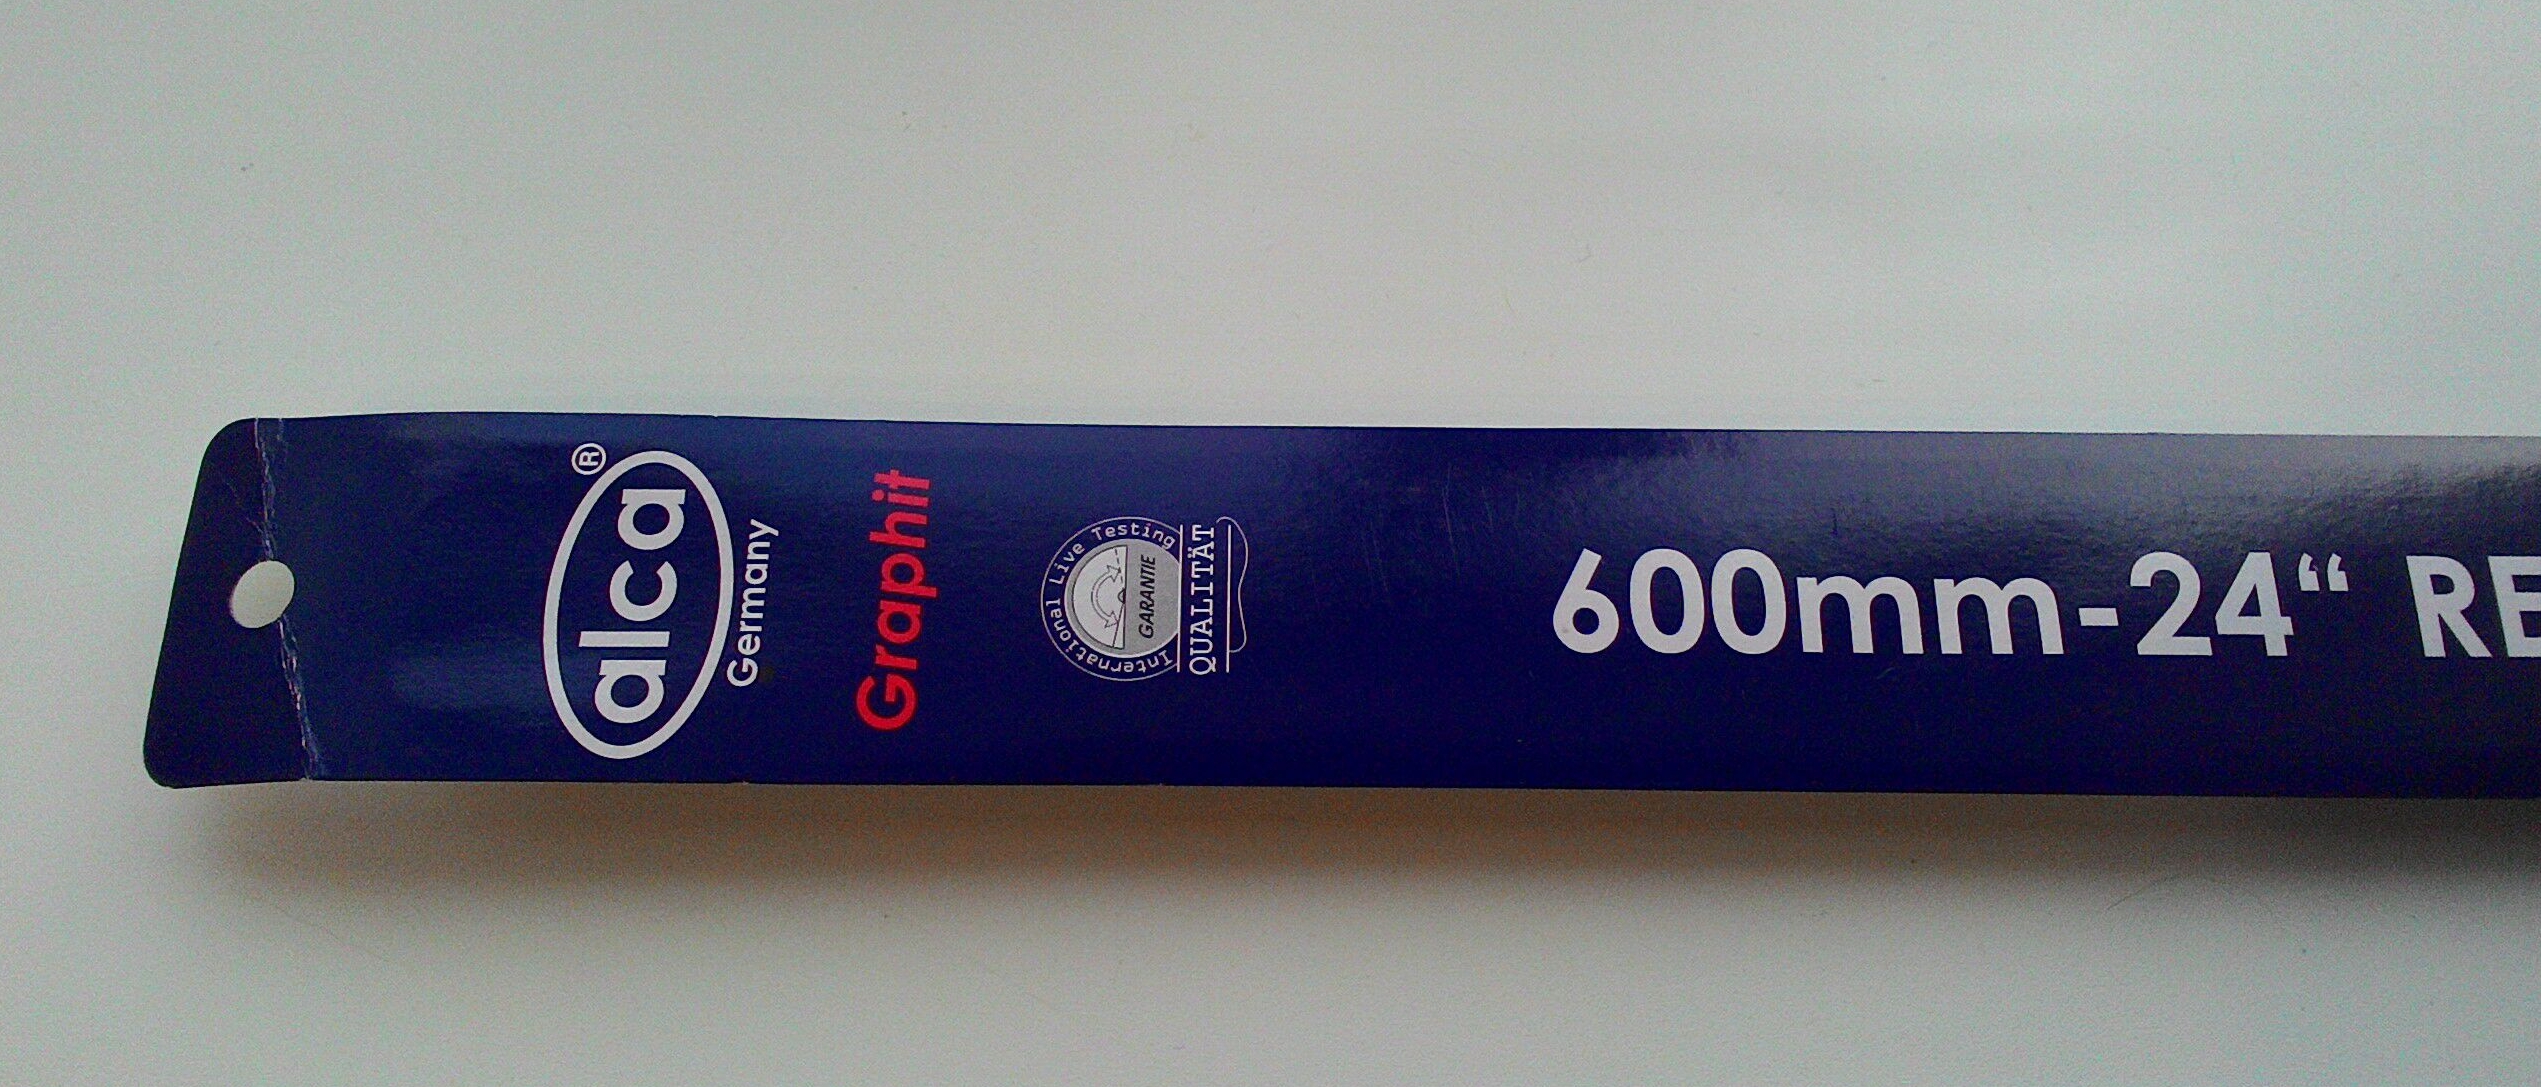 alca®
Germany
Graphit
International Live Testing
GARANTIE
QUALITÄT
600mm-24“ RE